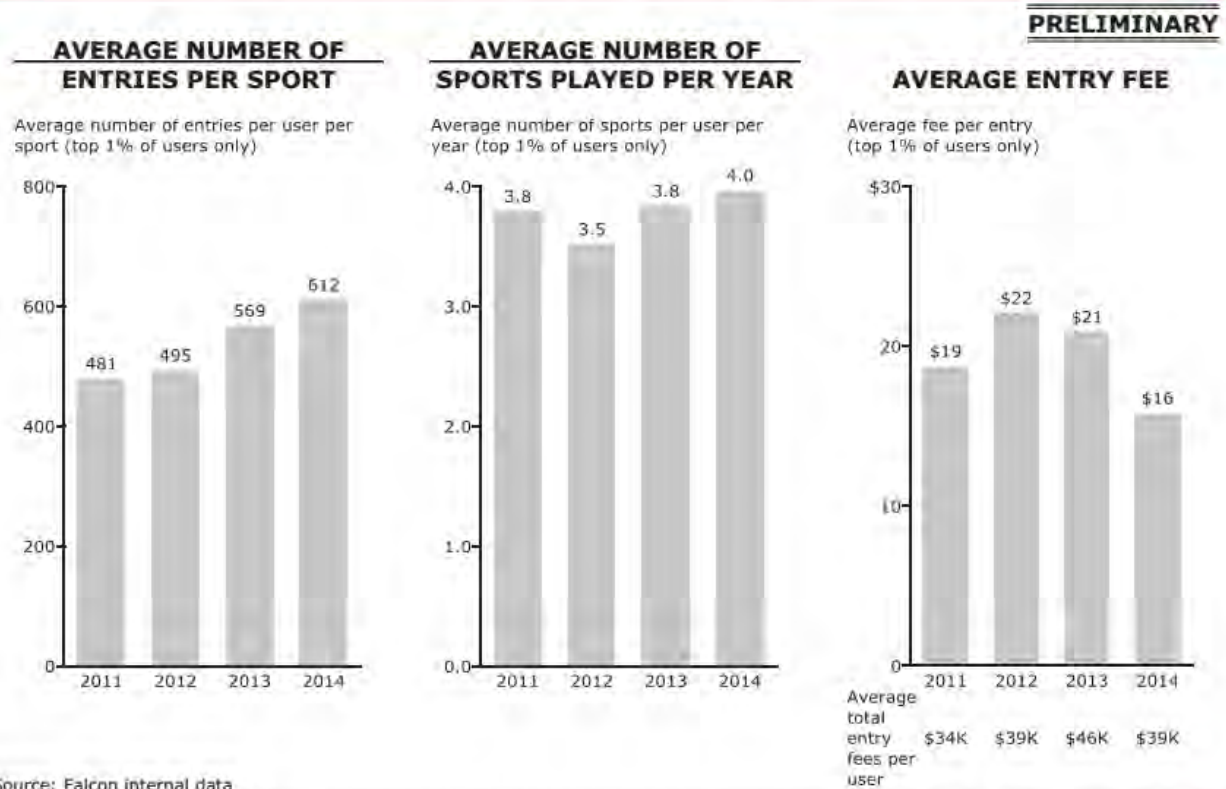 PRELIMINARY
AVERAGE NUMBER OF
ENTRIES PER SPORT
Average number of entries per user per
sport (top 1% of users only)
800
600
400
200
0
481
495
569
612
2011 2012 2013 2014
AVERAGE NUMBER OF
SPORTS PLAYED PER YEAR
Average number of sports per user per
year (top 1% of users only)
4.0
3.0
2.0
1.0
0.0
3.8
3.5
3.8
4.0
2011 2012 2013 2014
AVERAGE ENTRY FEE
Average fee per entry
(top 1% of users only)
$30
20
10
0
$19
$22
$21
$16
2011 2012 2013 2014
Average
total
entry
fees per
user
$34K $39K $46K $39K
Source: Falcon internal data